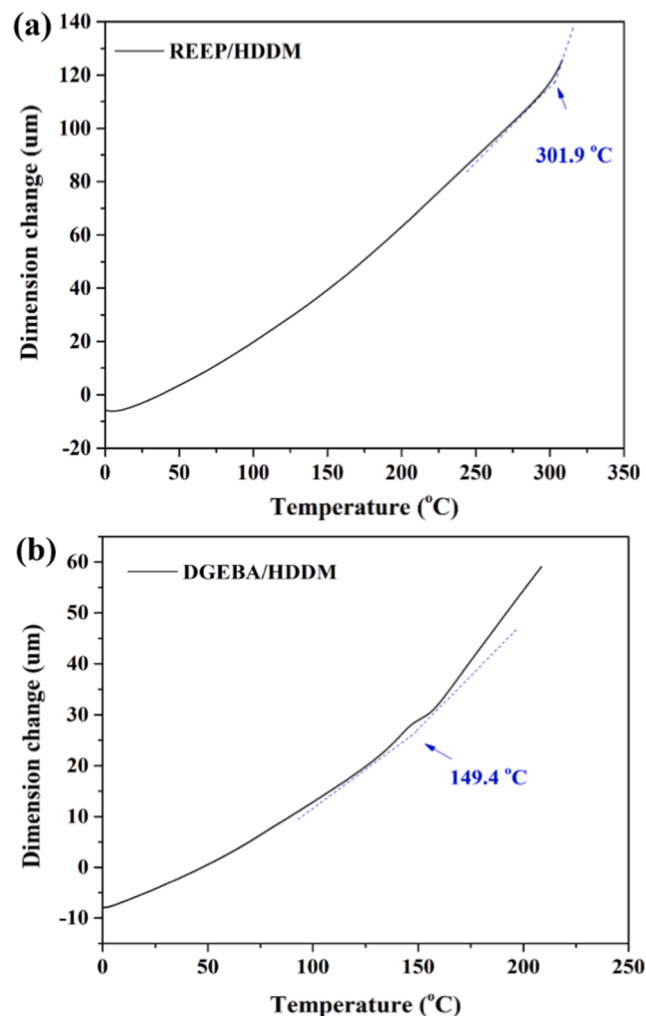 (a)
REEP/HDDM
140
120
100
80
60
40
20
0
-20
Dimension change (um)
301.9 °C
0 50 100 150 200 250 300 350
Temperature (°C)
(b)
DGEBA/HDDM
60
50
40
30
20
10
0
-10
Dimension change (um)
149.4 °C
0 50 100 150 200 250
Temperature (°C)